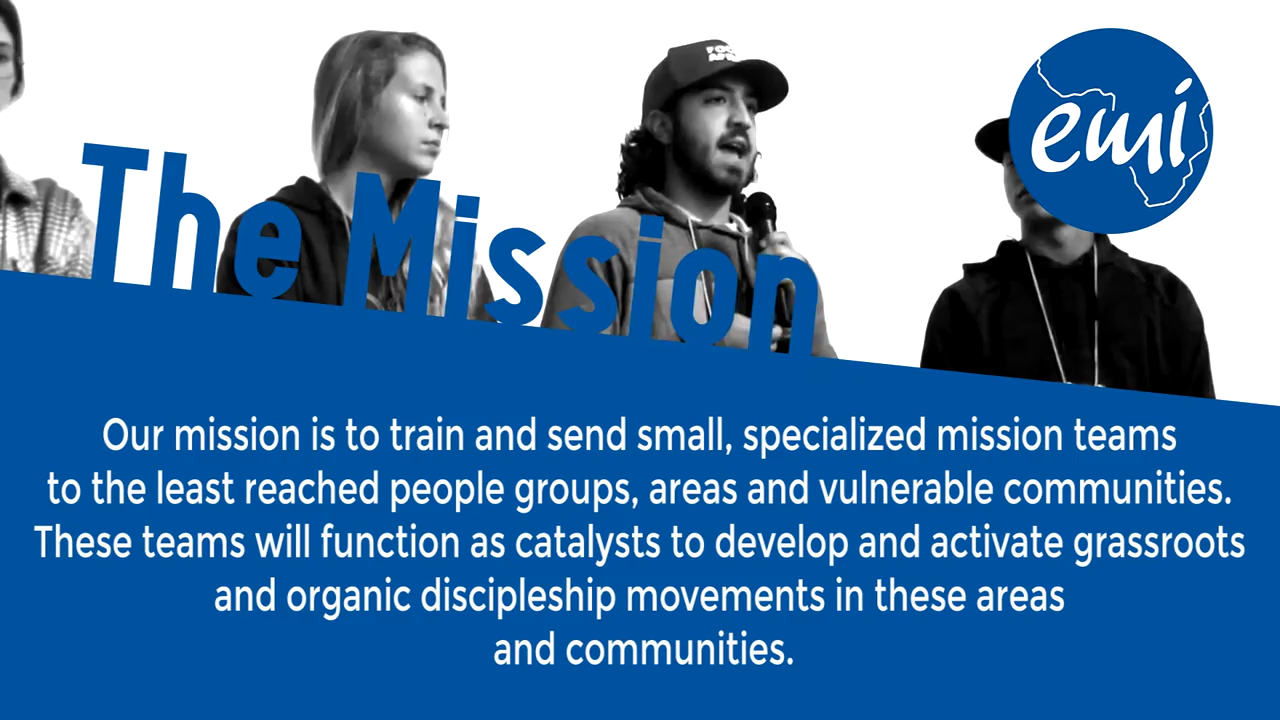 emi
The Mission
Our mission is to train and send small, specialized mission teams
to the least reached people groups, areas and vulnerable communities.
These teams will function as catalysts to develop and activate grassroots
and organic discipleship movements in these areas
and communities.